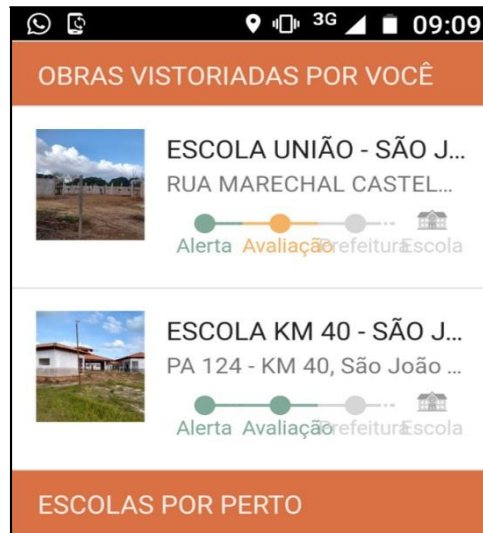 3G 09:09
OBRAS VISTORIADAS POR VOCÊ
ESCOLA UNIÃO - SÃO J...
RUA MARECHAL CASTEL...
Alerta Avaliação Prefeitura Escola
ESCOLA KM 40 - SÃO J...
PA 124 - KM 40, São João ...
Alerta Avaliação Prefeitura Escola
ESCOLAS POR PERTO